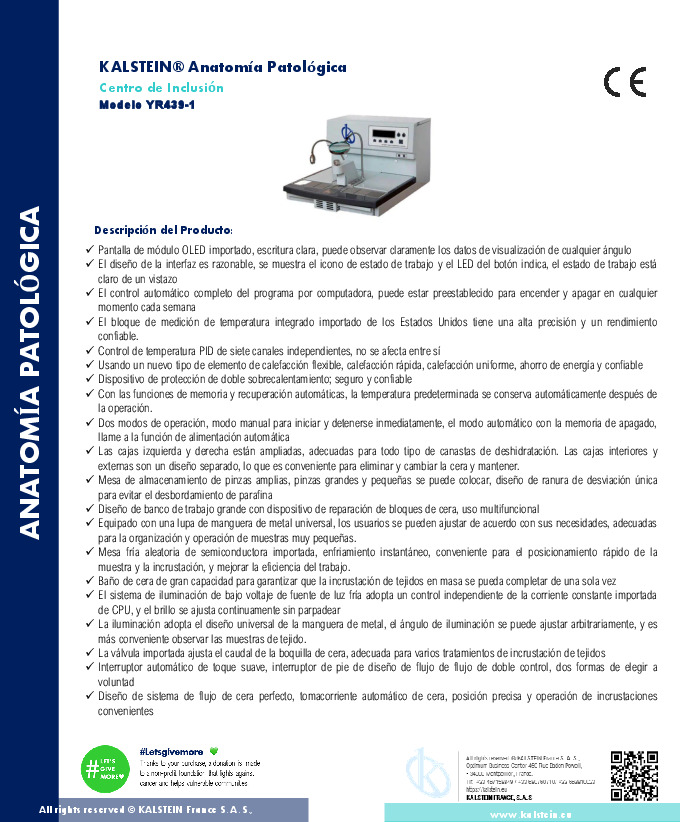 KALSTEIN® Anatomía Patológica
Centro de Inclusión
Modelo YR439-1
CE
ANATOMÍA PATOLÓGICA
Descripción del Producto:
✓ Pantalla de módulo OLED importado, escritura clara, puede observar claramente los datos de visualización de cualquier ángulo
✓ El diseño de la interfaz es razonable, se muestra el icono de estado de trabajo y el LED del botón indica, el estado de trabajo está
claro de un vistazo
✓ El control automático completo del programa por computadora, puede estar preestablecido para encender y apagar en cualquier
momento cada semana
✓ El bloque de medición de temperatura integrado importado de los Estados Unidos tiene una alta precisión y un rendimiento
confiable.
✓ Control de temperatura PID de siete canales independientes, no se afecta entre sí
✓ Usando un nuevo tipo de elemento de calefacción flexible, calefacción rápida, calefacción uniforme, ahorro de energía y confiable
✓ Dispositivo de protección de doble sobrecalentamiento; seguro y confiable
✓ Con las funciones de memoria y recuperación automáticas, la temperatura predeterminada se conserva automáticamente después de
la operación.
✓ Dos modos de operación, modo manual para iniciar y detenerse inmediatamente, el modo automático con la memoria de apagado,
llame a la función de alimentación automática
✓ Las cajas izquierda y derecha están ampliadas, adecuadas para todo tipo de canastas de deshidratación. Las cajas interiores y
externas son un diseño separado, lo que es conveniente para eliminar y cambiar la cera y mantener.
✓ Mesa de almacenamiento de pinzas amplias, pinzas grandes y pequeñas se puede colocar, diseño de ranura de desviación única
para evitar el desbordamiento de parafina
✓ Diseño de banco de trabajo grande con dispositivo de reparación de bloques de cera, uso multifuncional
✓ Equipado con una lupa de manguera de metal universal, los usuarios se pueden ajustar de acuerdo con sus necesidades, adecuadas
para la organización y operación de muestras muy pequeñas.
✓ Mesa fría aleatoria de semiconductora importada, enfriamiento instantáneo, conveniente para el posicionamiento rápido de la
muestra y la incrustación, y mejorar la eficiencia del trabajo.
✓ Baño de cera de gran capacidad para garantizar que la incrustación de tejidos en masa se pueda completar de una sola vez
✓ El sistema de iluminación de bajo voltaje de fuente de luz fría adopta un control independiente de la corriente constante importada
de CPU, y el brillo se ajusta continuamente sin parpadear
✓ La iluminación adopta el diseño universal de la manguera de metal, el ángulo de iluminación se puede ajustar arbitrariamente, y es
más conveniente observar las muestras de tejido.
✓ La válvula importada ajusta el caudal de la boquilla de cera, adecuada para varios tratamientos de incrustación de tejidos
✓ Interruptor automático de toque suave, interruptor de pie de diseño de flujo de flujo de doble control, dos formas de elegir a
voluntad
✓ Diseño de sistema de flujo de cera perfecto, tomacorriente automático de cera, posición precisa y operación de incrustaciones
convenientes
# LET'S
GIVE
MORE
#Letsgivemore
Thanks to your purchase, a donation is made
to a non-profit foundation that fights against
cancer and helps vulnerable communities
All rights reserved © KALSTEIN France S. A. S.,
Optimum Business Center 450 Rue Baden Powell,
KALSTEIN FRANCE, S.A.S
All rights reserved © KALSTEIN France S. A. S.,
www.kalstein.eu